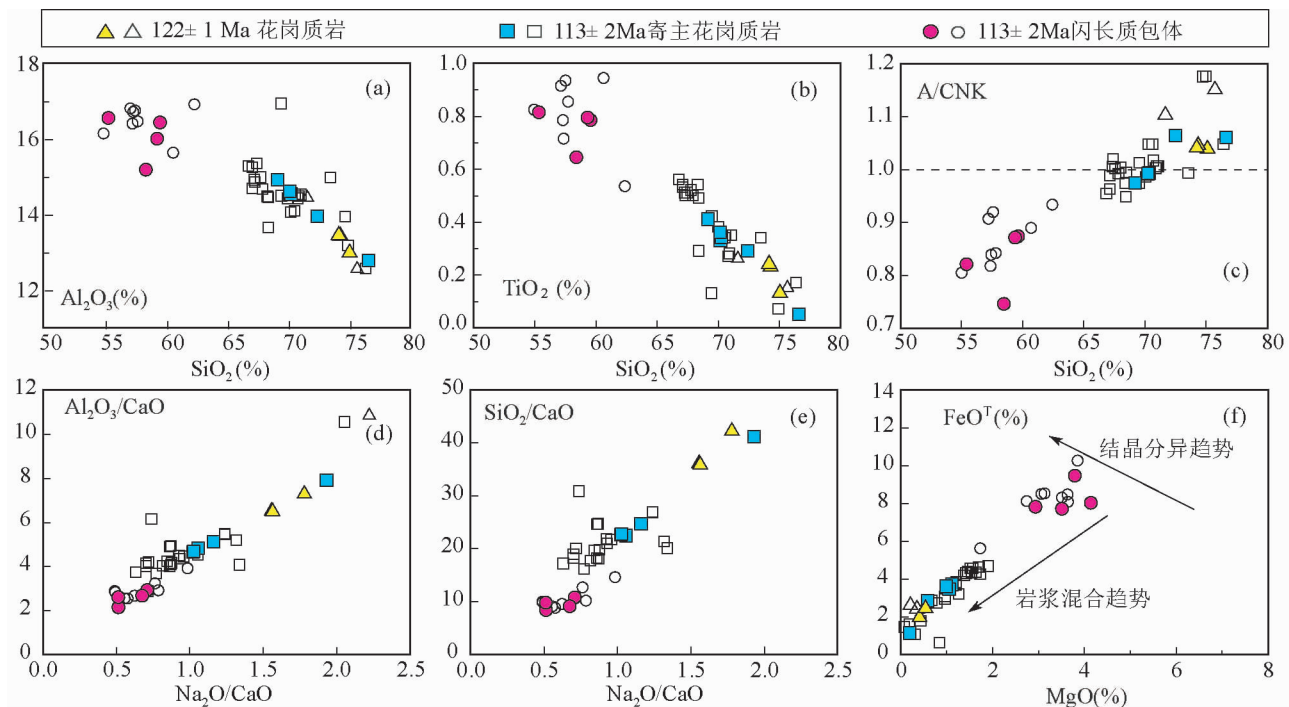 122± 1 Ma 花岗质岩 113± 2Ma寄主花岗质岩 113± 2Ma闪长质包体
18 16 14 12
(a)
Al₂O₃(%)
50 60 70 80
SiO₂(%)
1.0 0.8 0.6 0.4 0.2 0.0
(b)
TiO₂ (%)
50 60 70 80
SiO₂(%)
1.2 1.1 1.0 0.9 0.8 0.7
A/CNK
(c)
50 55 60 65 70 75 80
SiO₂(%)
12 10 8 6 4 2 0
Al₂O₃/CaO
(d)
0.0 0.5 1.0 1.5 2.0 2.5
Na₂O/CaO
50 40 30 20 10 0
SiO₂/CaO
(e)
0.0 0.5 1.0 1.5 2.0 2.5
Na₂O/CaO
14 12 10 8 6 4 2 0
FeOᵀ(%)
(f)
结晶分异趋势
岩浆混合趋势
0 2 4 6 8
MgO(%)